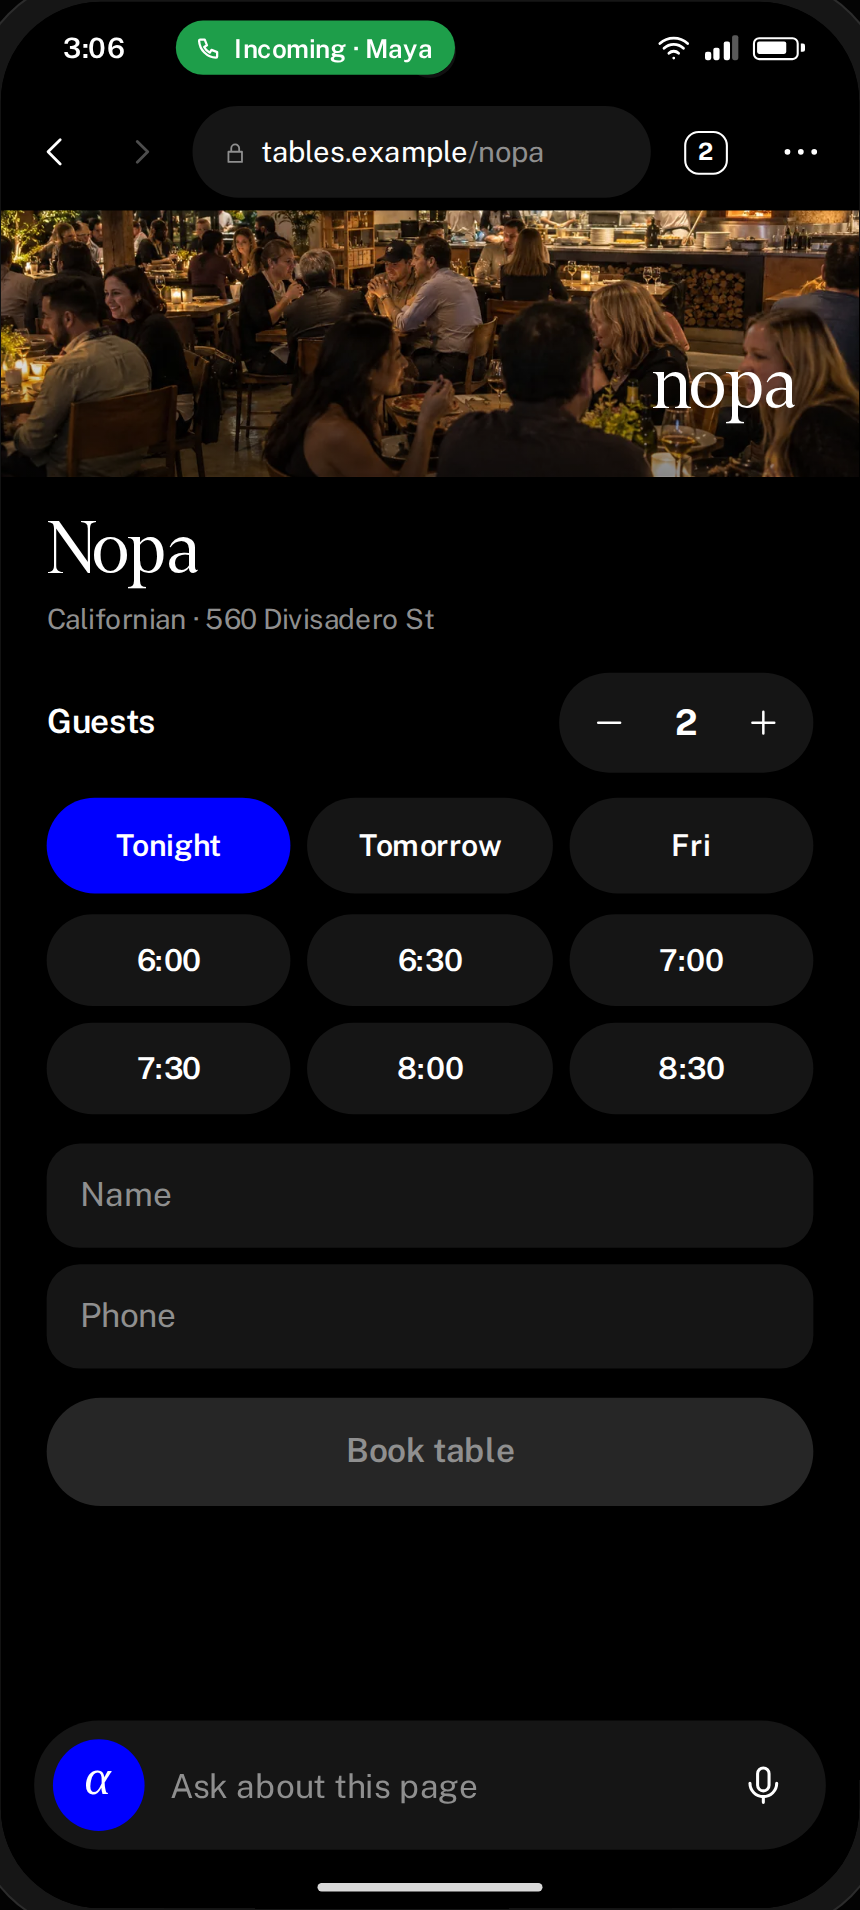 3:06
Incoming · Maya
tables.example/nopa
2
nopa
Nopa
Californian · 560 Divisadero St
Guests
2
Tonight
Tomorrow
Fri
6:00
6:30
7:00
7:30
8:00
8:30
Name
Phone
Book table
α
Ask about this page